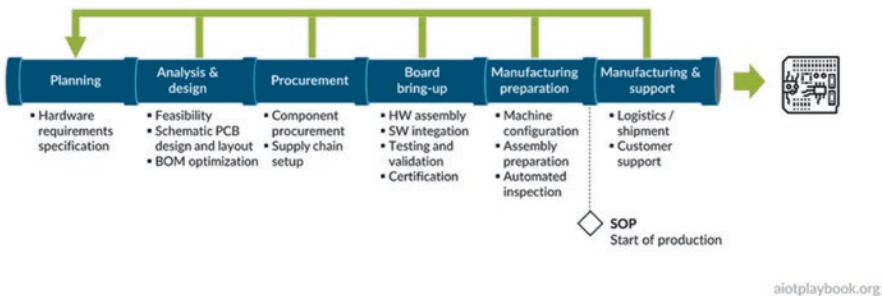 Planning
Analysis &
design
Procurement
Board
bring-up
Manufacturing
preparation
Manufacturing &
support
▪ Hardware
requirements
specification
▪ Feasibility
▪ Schematic PCB
design and layout
▪ BOM optimization
▪ Component
procurement
▪ Supply chain
setup
▪ HW assembly
▪ SW integation
▪ Testing and
validation
▪ Certification
▪ Machine
configuration
▪ Assembly
preparation
▪ Automated
inspection
▪ Logistics /
shipment
▪ Customer
support
SOP
Start of production
aiotplaybook.org